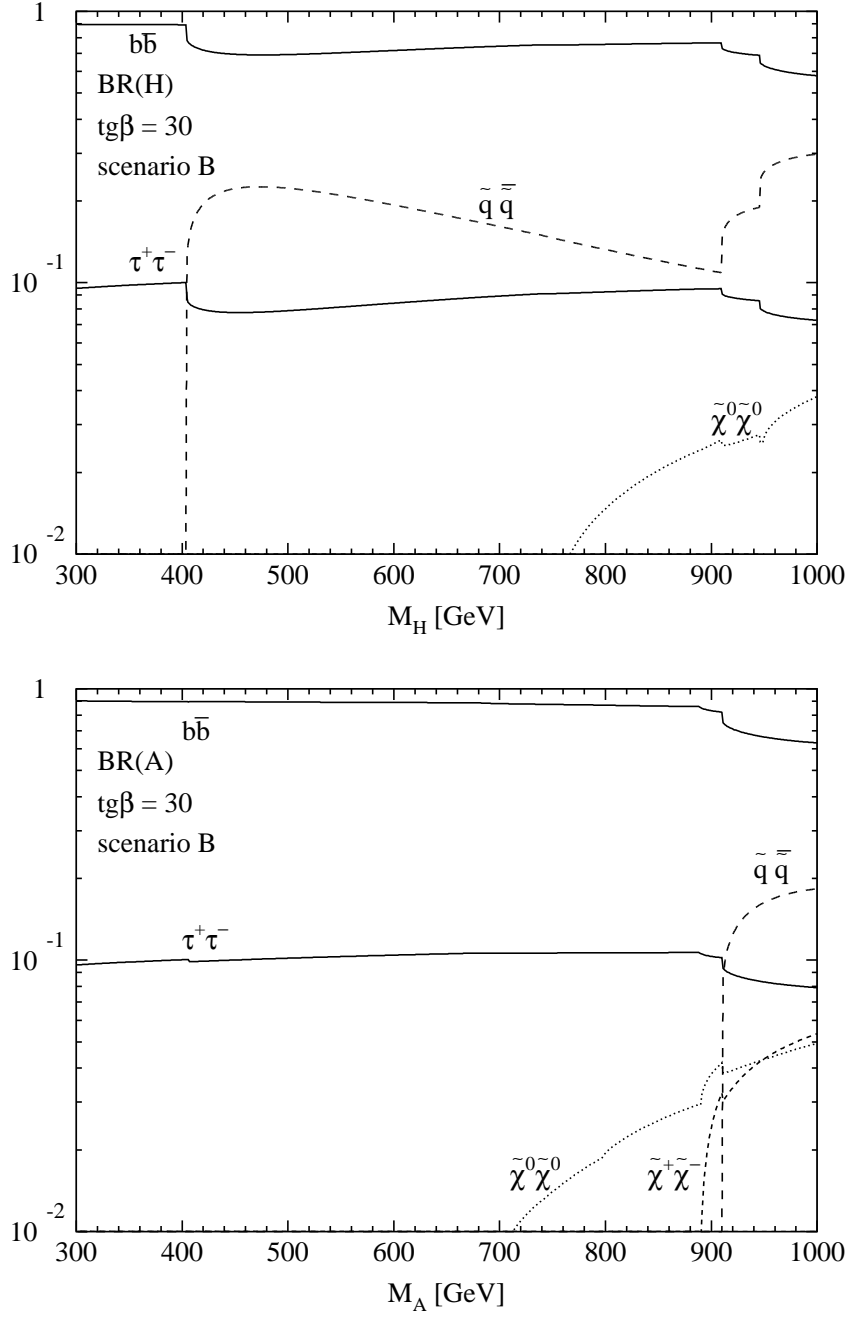 1
bb̄
BR(H)
tgβ = 30
scenario B
q̃ q̃̄
τ⁺τ⁻
10⁻¹
χ̃⁰χ̃⁰
10⁻²
300 400 500 600 700 800 900 1000
M_H [GeV]
1
bb̄
BR(A)
tgβ = 30
scenario B
q̃ q̃̄
τ⁺τ⁻
10⁻¹
χ̃⁰χ̃⁰ χ̃⁺χ̃⁻
10⁻²
300 400 500 600 700 800 900 1000
M_A [GeV]